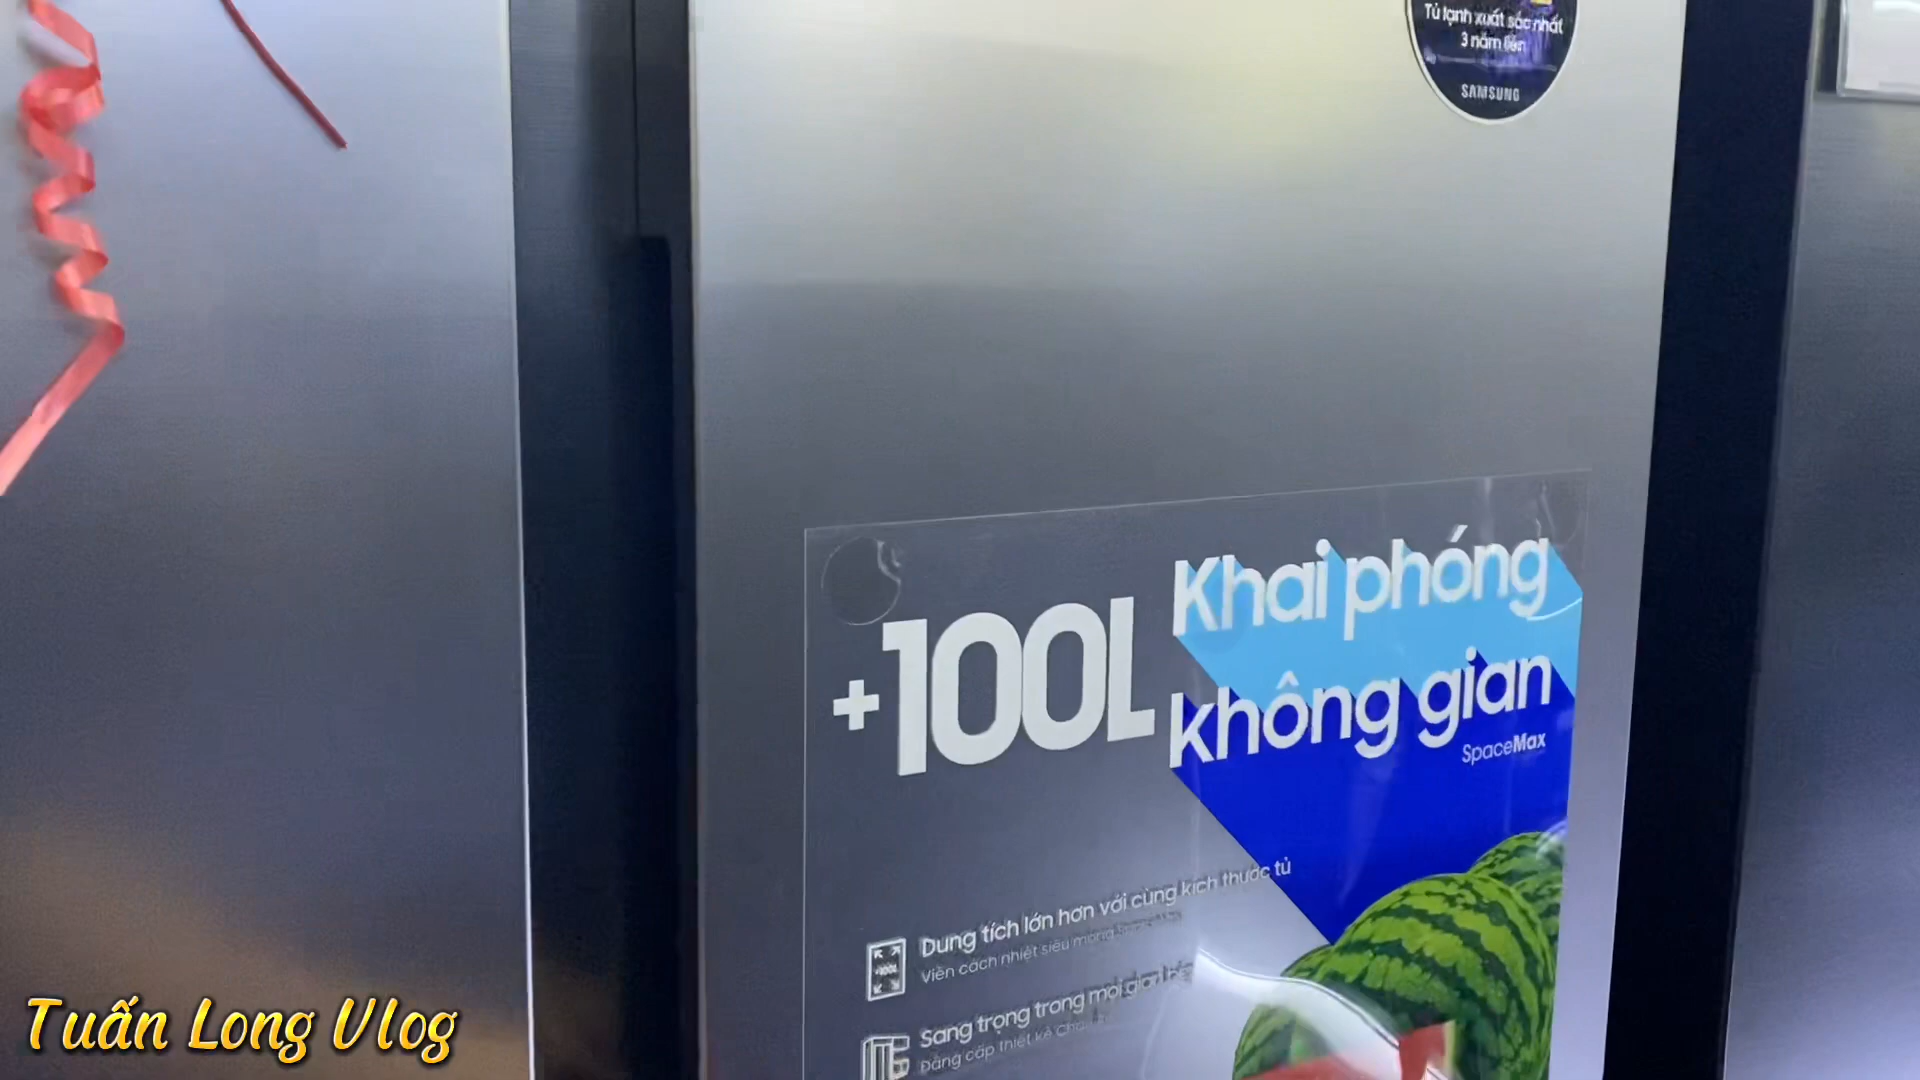 Tủ lạnh xuất sắc nhất
3 năm liền
SAMSUNG
+100L
Khai phóng
không gian
SpaceMax
Dung tích lớn hơn với cùng kích thước tủ
Viền cách nhiệt siêu mỏng
+100L
Sang trọng trong mọi gian
Đẳng cấp thiết kế
Tuấn Long Vlog